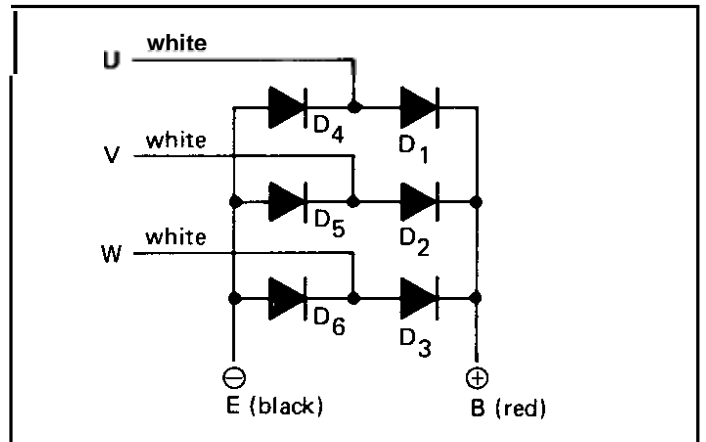 U white
D4 D1
V white
D5 D2
W white
D6 D3
⊖ ⊕
E (black) B (red)